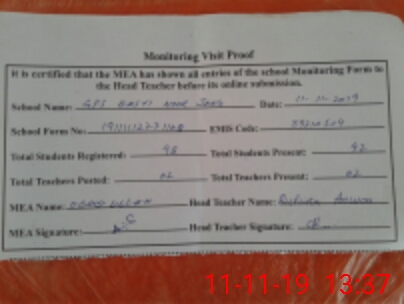 Monitoring Visit Proof
It is certified that the MEA has shown all entries of the school Monitoring Form to
the Head Teacher before its online submission.
School Name: GPS Basti Noor Date: 11-11-2019
School Form No: EMIS Code:
Total Students Registered: 98 Total Students Present: 92
Total Teachers Posted: 02 Total Teachers Present: 02
MEA Name: Head Teacher Name:
MEA Signature: Head Teacher Signature:
11-11-19 13:37